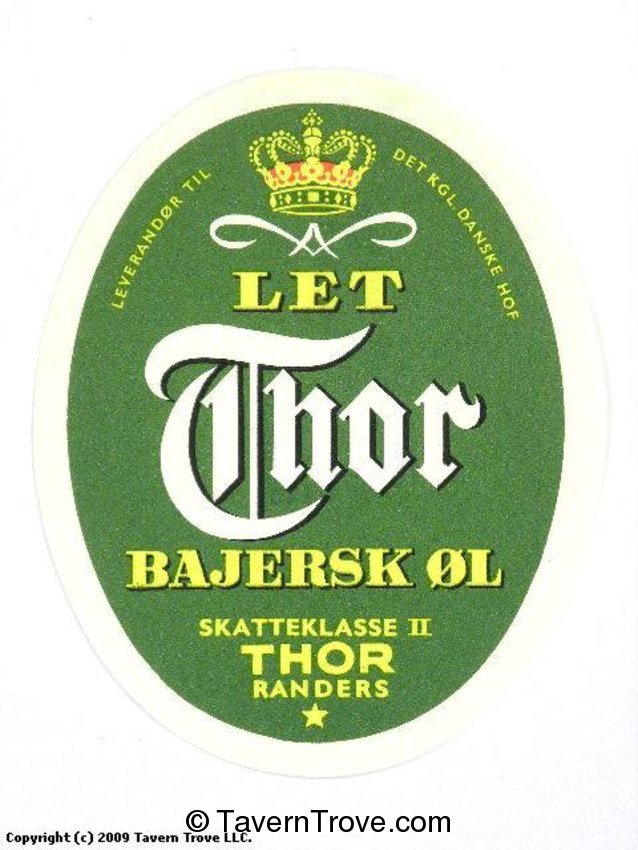 LEVERANDØR TIL DET KGL. DANSKE HOF
LET
Thor
BAJERSK ØL
SKATTEKLASSE II
THOR
RANDERS
© TavernTrove.com
Copyright (c) 2009 Tavern Trove LLC.